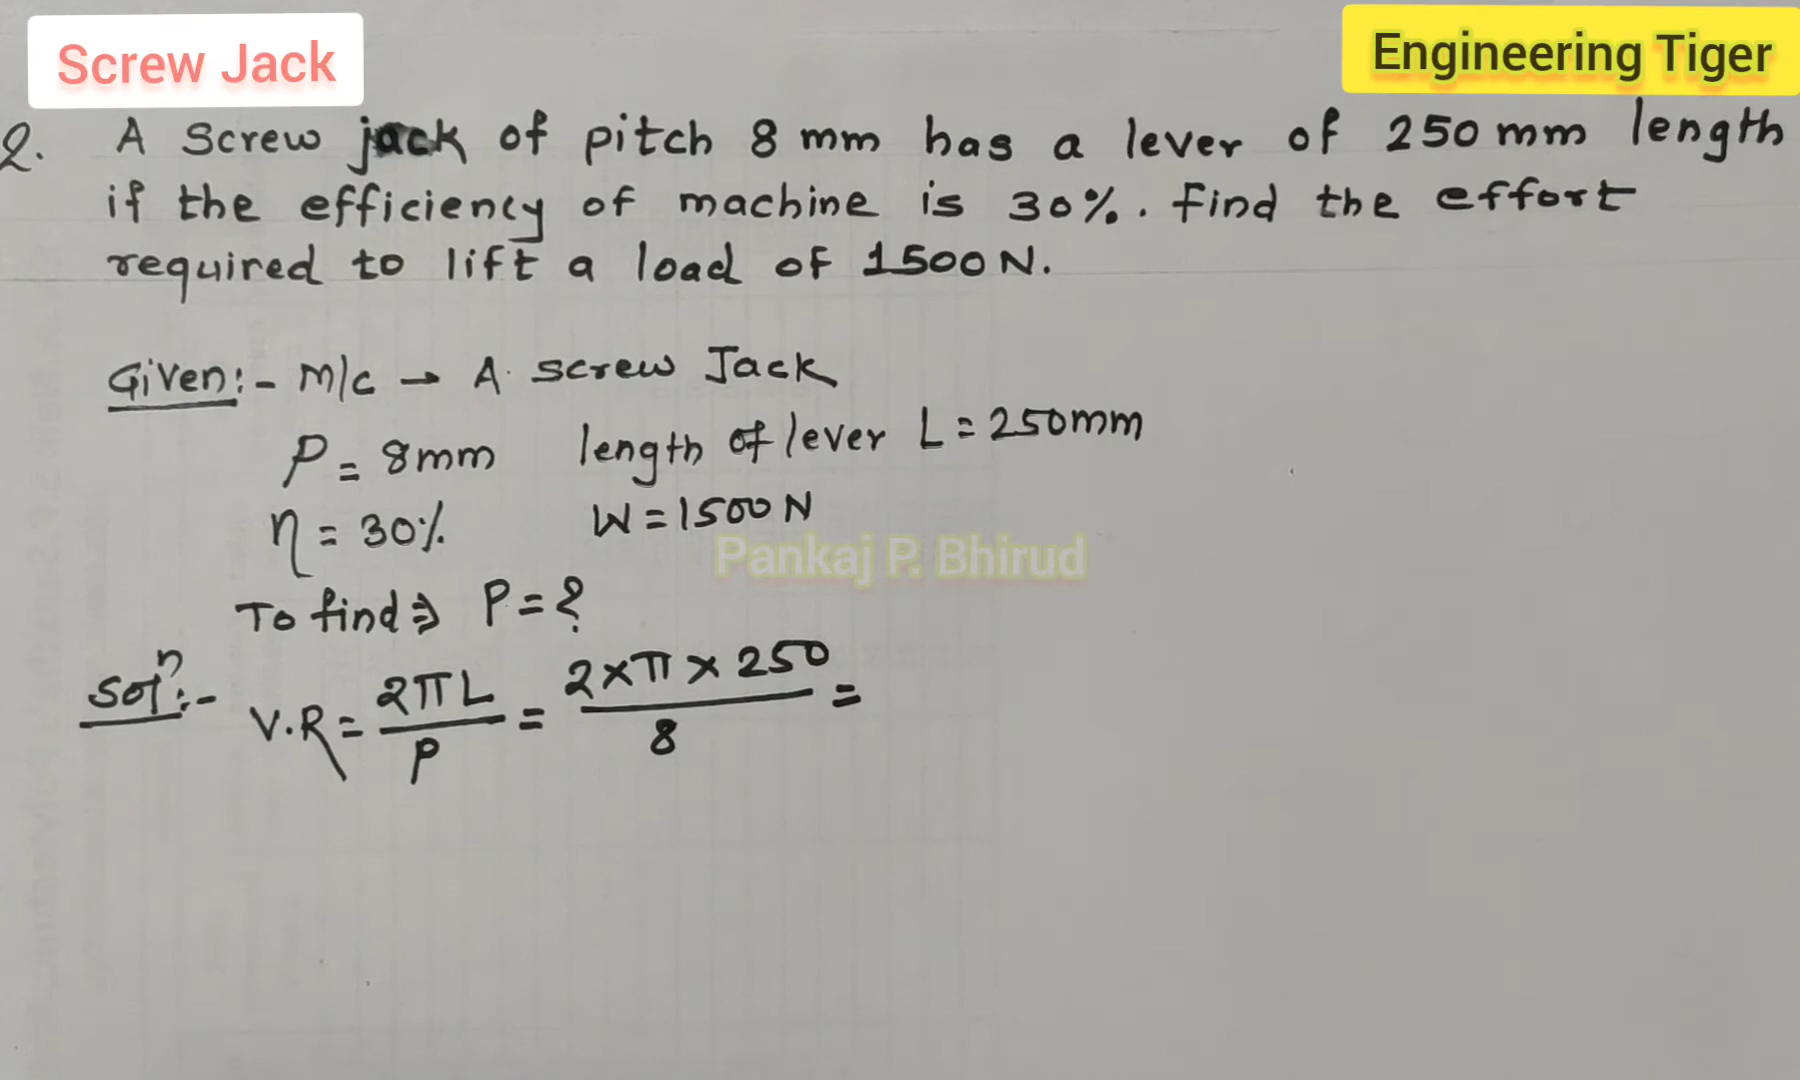 Screw Jack
Engineering Tiger
Q. A Screw jack of pitch 8 mm has a lever of 250 mm length
if the efficiency of machine is 30%. Find the effort
required to lift a load of 1500 N.
Given:- M/c → A screw Jack
P = 8mm length of lever L = 250mm
η = 30% W = 1500 N
Pankaj P. Bhirud
To find ⇒ P = ?
Solⁿ:- V.R = 2πL / P = 2 × π × 250 / 8 =